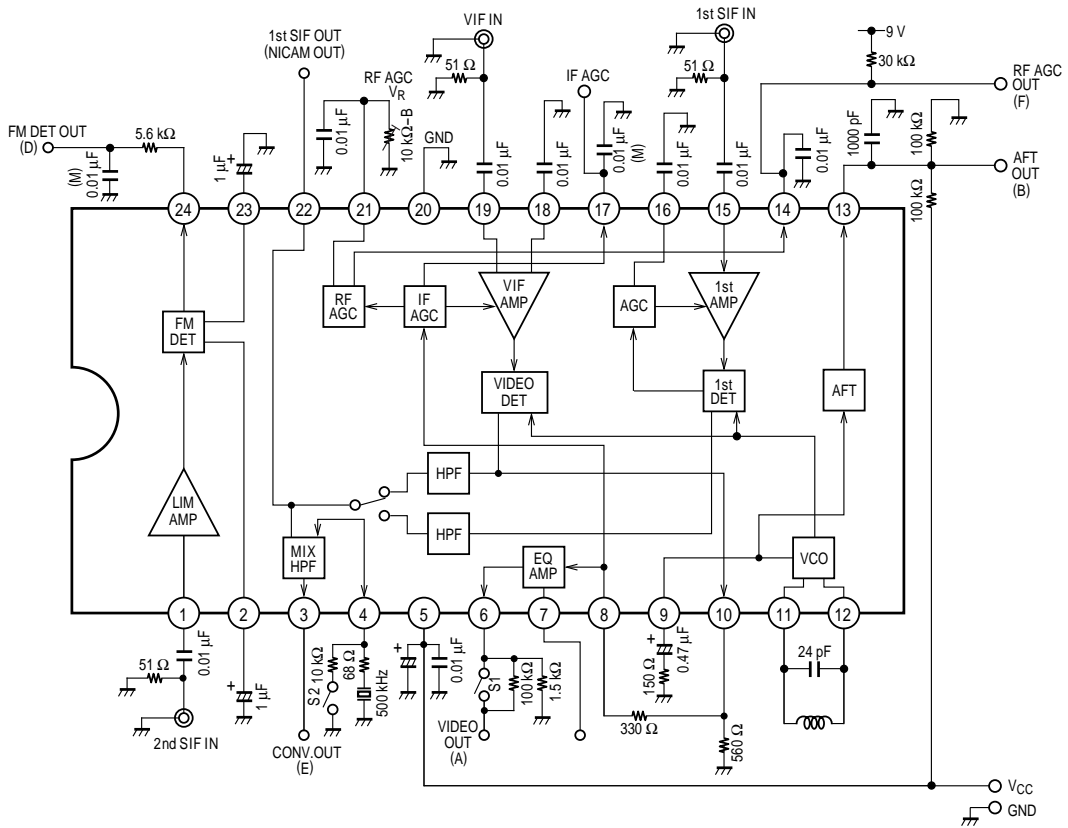 VIF IN
1st SIF IN
1st SIF OUT
(NICAM OUT)
9 V
51 Ω
IF AGC
51 Ω
30 kΩ
RF AGC
OUT
(F)
RF AGC
VR
FM DET OUT
(D)
5.6 kΩ
(M)
0.01 µF
1 µF
+
0.01 µF
10 kΩ–B
GND
0.01 µF
0.01 µF
0.01 µF
(M)
0.01 µF
0.01 µF
0.01 µF
1000 pF
100 kΩ
AFT
OUT
(B)
100 kΩ
24
23
22
21
20
19
18
17
16
15
14
13
FM
DET
RF
AGC
IF
AGC
VIF
AMP
AGC
1st
AMP
VIDEO
DET
1st
DET
AFT
LIM
AMP
HPF
HPF
MIX
HPF
EQ
AMP
VCO
1
2
3
4
5
6
7
8
9
10
11
12
51 Ω
0.01 µF
2nd SIF IN
+
1 µF
CONV.OUT
(E)
S2
10 kΩ
68 Ω
500 kHz
+
0.01 µF
S1
100 kΩ
1.5 kΩ
VIDEO
OUT
(A)
330 Ω
+
0.47 µF
150 Ω
560 Ω
24 pF
VCC
GND